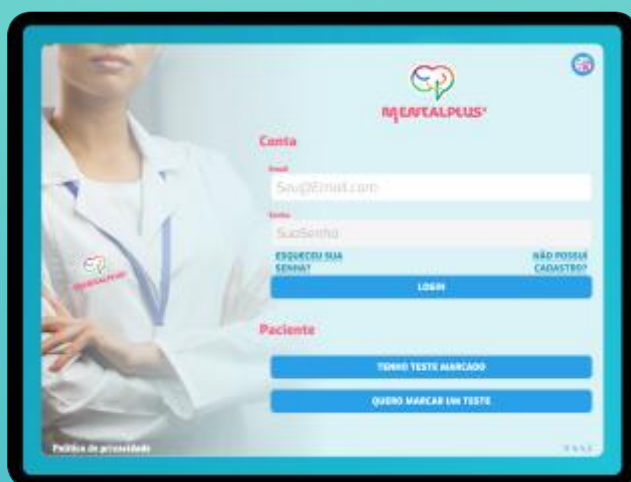 MENTALPLUS®
Conta
Email
Seu@Email.com
Senha
SuaSenha
ESQUECEU SUA
SENHA?
NÃO POSSUI
CADASTRO?
LOGIN
MENTALPLUS
Paciente
TENHO TESTE MARCADO
QUERO MARCAR UM TESTE
Política de privacidade